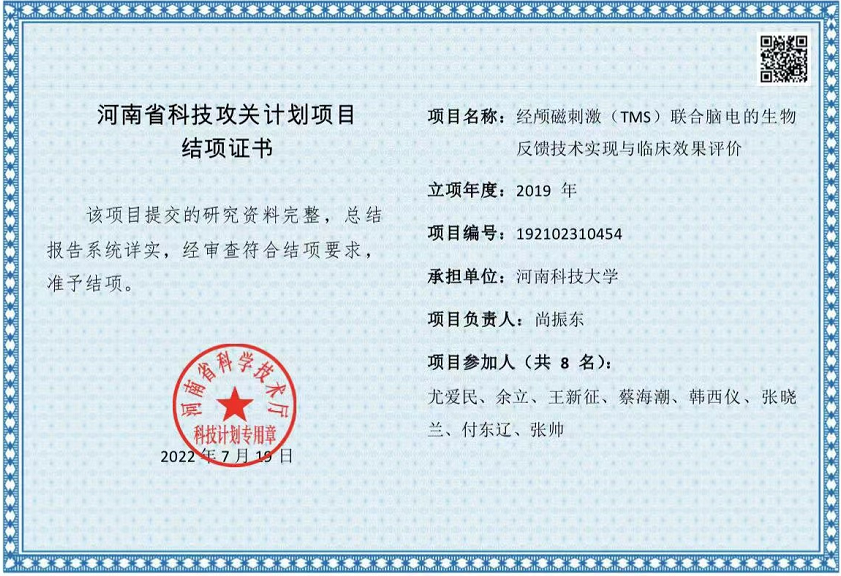 河南省科技攻关计划项目
结项证书
该项目提交的研究资料完整，总结
报告系统详实，经审查符合结项要求，
准予结项。
河南省科学技术厅
科技计划专用章
2022 年 7 月 19 日
项目名称：经颅磁刺激（TMS）联合脑电的生物
反馈技术实现与临床效果评价
立项年度：2019 年
项目编号：192102310454
承担单位：河南科技大学
项目负责人：尚振东
项目参加人（共 8 名）：
尤爱民、余立、王新征、蔡海潮、韩西仪、张晓
兰、付东辽、张帅